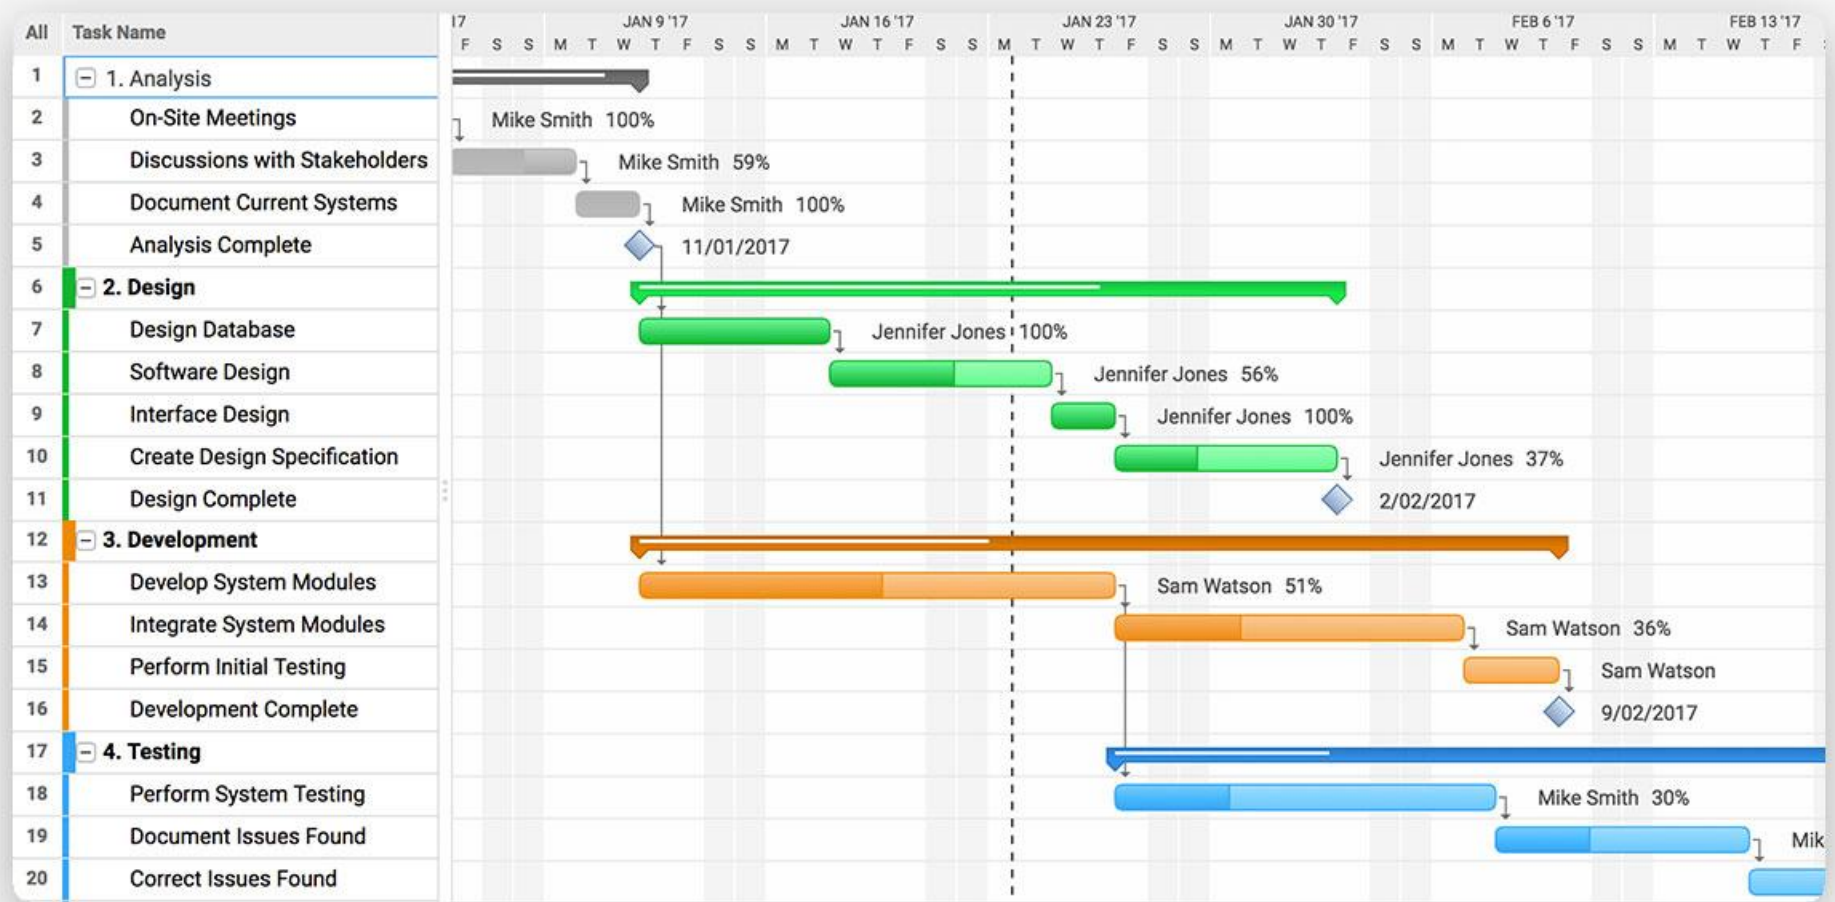 All Task Name 17 JAN 9 '17 JAN 16 '17 JAN 23 '17 JAN 30 '17 FEB 6 '17 FEB 13 '17
F S S M T W T F S S M T W T F S S M T W T F S S M T W T F S S M T W T F S S M T W T F
1 1. Analysis
2 On-Site Meetings Mike Smith 100%
3 Discussions with Stakeholders Mike Smith 59%
4 Document Current Systems Mike Smith 100%
5 Analysis Complete 11/01/2017
6 2. Design
7 Design Database Jennifer Jones 100%
8 Software Design Jennifer Jones 56%
9 Interface Design Jennifer Jones 100%
10 Create Design Specification Jennifer Jones 37%
11 Design Complete 2/02/2017
12 3. Development
13 Develop System Modules Sam Watson 51%
14 Integrate System Modules Sam Watson 36%
15 Perform Initial Testing Sam Watson
16 Development Complete 9/02/2017
17 4. Testing
18 Perform System Testing Mike Smith 30%
19 Document Issues Found Mik
20 Correct Issues Found